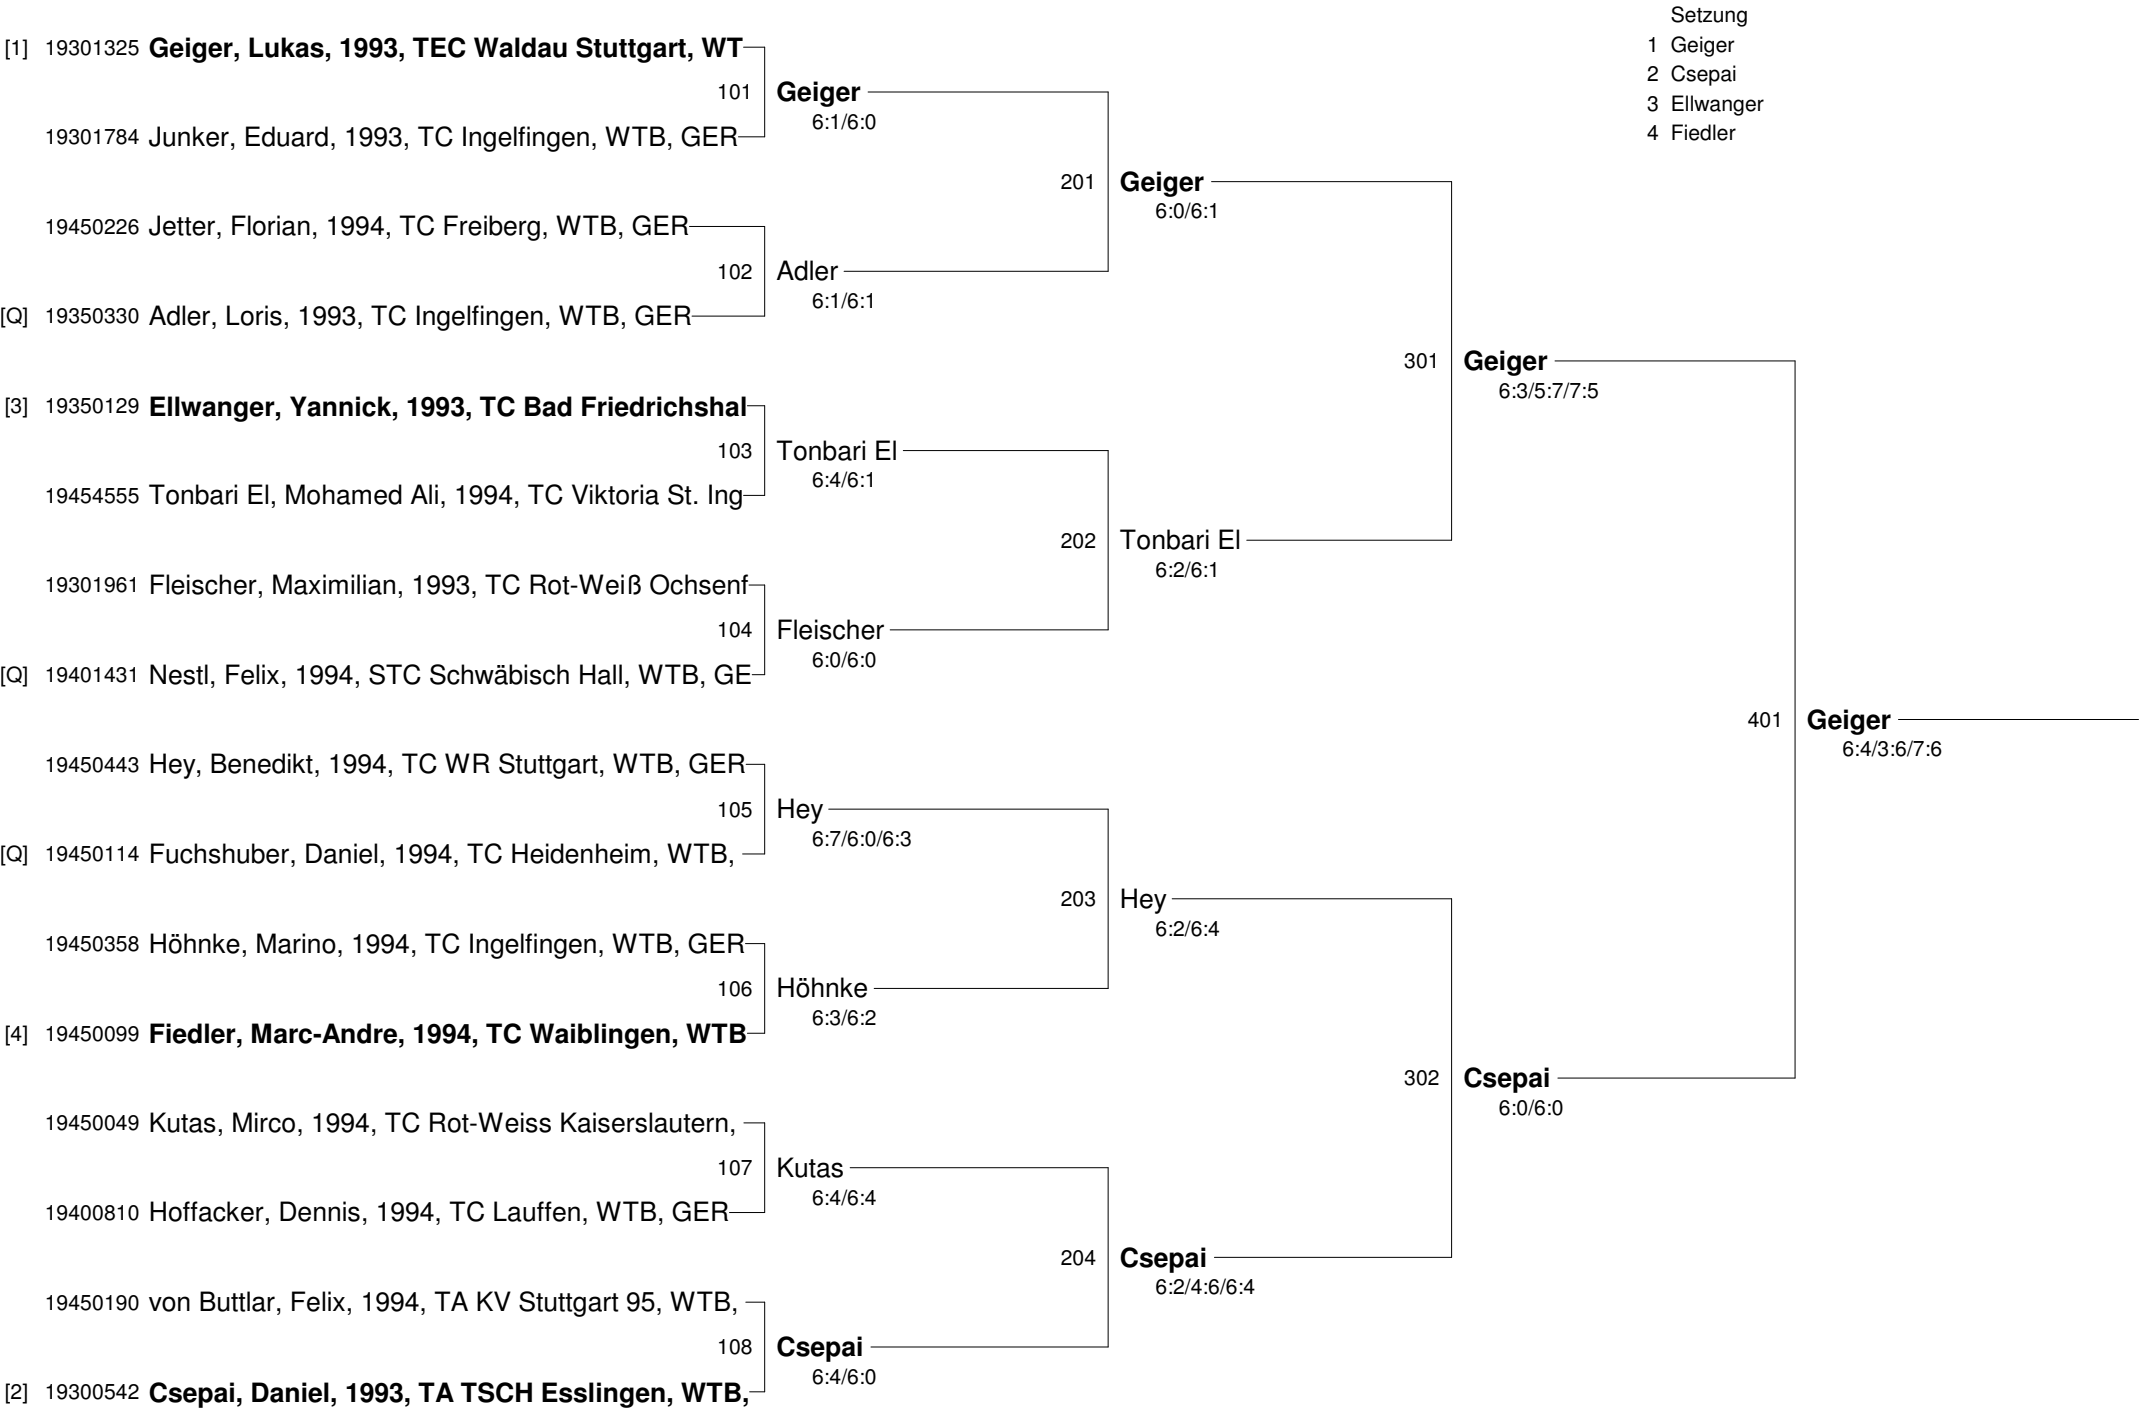 Setzung
1 Geiger
2 Csepai
3 Ellwanger
4 Fiedler
[1] 19301325 Geiger, Lukas, 1993, TEC Waldau Stuttgart, WT
101 Geiger
6:1/6:0
19301784 Junker, Eduard, 1993, TC Ingelfingen, WTB, GER
201 Geiger
6:0/6:1
19450226 Jetter, Florian, 1994, TC Freiberg, WTB, GER
102 Adler
6:1/6:1
[Q] 19350330 Adler, Loris, 1993, TC Ingelfingen, WTB, GER
301 Geiger
6:3/5:7/7:5
[3] 19350129 Ellwanger, Yannick, 1993, TC Bad Friedrichshal
103 Tonbari El
6:4/6:1
19454555 Tonbari El, Mohamed Ali, 1994, TC Viktoria St. Ing
202 Tonbari El
6:2/6:1
19301961 Fleischer, Maximilian, 1993, TC Rot-Weiß Ochsenf
104 Fleischer
6:0/6:0
[Q] 19401431 Nestl, Felix, 1994, STC Schwäbisch Hall, WTB, GE
401 Geiger
6:4/3:6/7:6
19450443 Hey, Benedikt, 1994, TC WR Stuttgart, WTB, GER
105 Hey
6:7/6:0/6:3
[Q] 19450114 Fuchshuber, Daniel, 1994, TC Heidenheim, WTB,
203 Hey
6:2/6:4
19450358 Höhnke, Marino, 1994, TC Ingelfingen, WTB, GER
106 Höhnke
6:3/6:2
[4] 19450099 Fiedler, Marc-Andre, 1994, TC Waiblingen, WTB
302 Csepai
6:0/6:0
19450049 Kutas, Mirco, 1994, TC Rot-Weiss Kaiserslautern,
107 Kutas
6:4/6:4
19400810 Hoffacker, Dennis, 1994, TC Lauffen, WTB, GER
204 Csepai
6:2/4:6/6:4
19450190 von Buttlar, Felix, 1994, TA KV Stuttgart 95, WTB,
108 Csepai
6:4/6:0
[2] 19300542 Csepai, Daniel, 1993, TA TSCH Esslingen, WTB,